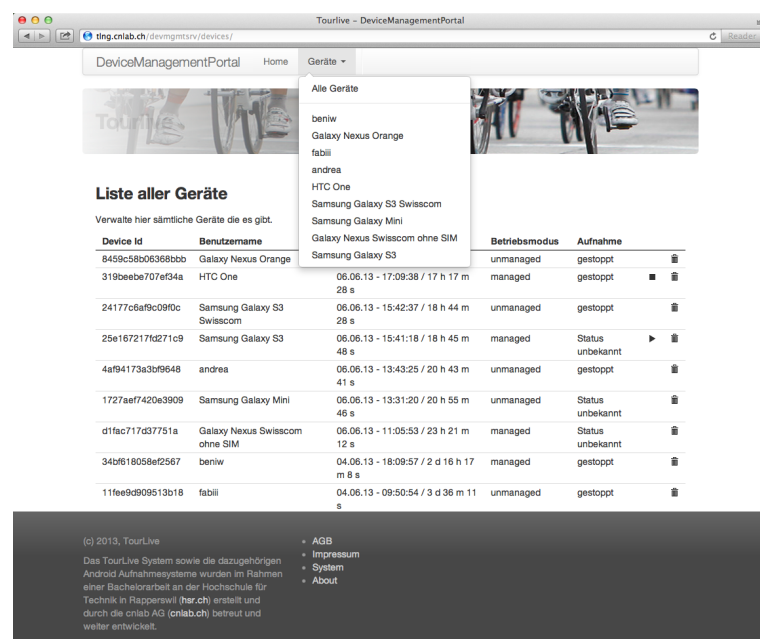 Tourlive – DeviceManagementPortal
tlng.cnlab.ch/devmgmtsrv/devices/
Reader
DeviceManagementPortal Home Geräte
Alle Geräte
beniw
Galaxy Nexus Orange
fabiii
andrea
HTC One
Samsung Galaxy S3 Swisscom
Samsung Galaxy Mini
Galaxy Nexus Swisscom ohne SIM
Samsung Galaxy S3
Liste aller Geräte
Verwalte hier sämtliche Geräte die es gibt.
Device Id Benutzername Betriebsmodus Aufnahme
8459c58b06368bbb Galaxy Nexus Orange unmanaged gestoppt
319beebe707ef34a HTC One 06.06.13 - 17:09:38 / 17 h 17 m managed gestoppt
28 s
24177c6af9c09f0c Samsung Galaxy S3 06.06.13 - 15:42:37 / 18 h 44 m unmanaged gestoppt
Swisscom 28 s
25e167217fd271c9 Samsung Galaxy S3 06.06.13 - 15:41:18 / 18 h 45 m managed Status
48 s unbekannt
4af94173a3bf9648 andrea 06.06.13 - 13:43:25 / 20 h 43 m unmanaged gestoppt
41 s
1727aef7420e3909 Samsung Galaxy Mini 06.06.13 - 13:31:20 / 20 h 55 m unmanaged Status
46 s unbekannt
d1fac717d37751a Galaxy Nexus Swisscom 06.06.13 - 11:05:53 / 23 h 21 m managed Status
ohne SIM 12 s unbekannt
34bf618058ef2567 beniw 04.06.13 - 18:09:57 / 2 d 16 h 17 managed gestoppt
m 8 s
11fee9d909513b18 fabiii 04.06.13 - 09:50:54 / 3 d 36 m 11 unmanaged gestoppt
s
(c) 2013, TourLive
Das TourLive System sowie die dazugehörigen
Android Aufnahmesysteme wurden im Rahmen
einer Bachelorarbeit an der Hochschule für
Technik in Rapperswil (hsr.ch) erstellt und
durch die cnlab AG (cnlab.ch) betreut und
weiter entwickelt.
AGB
Impressum
System
About